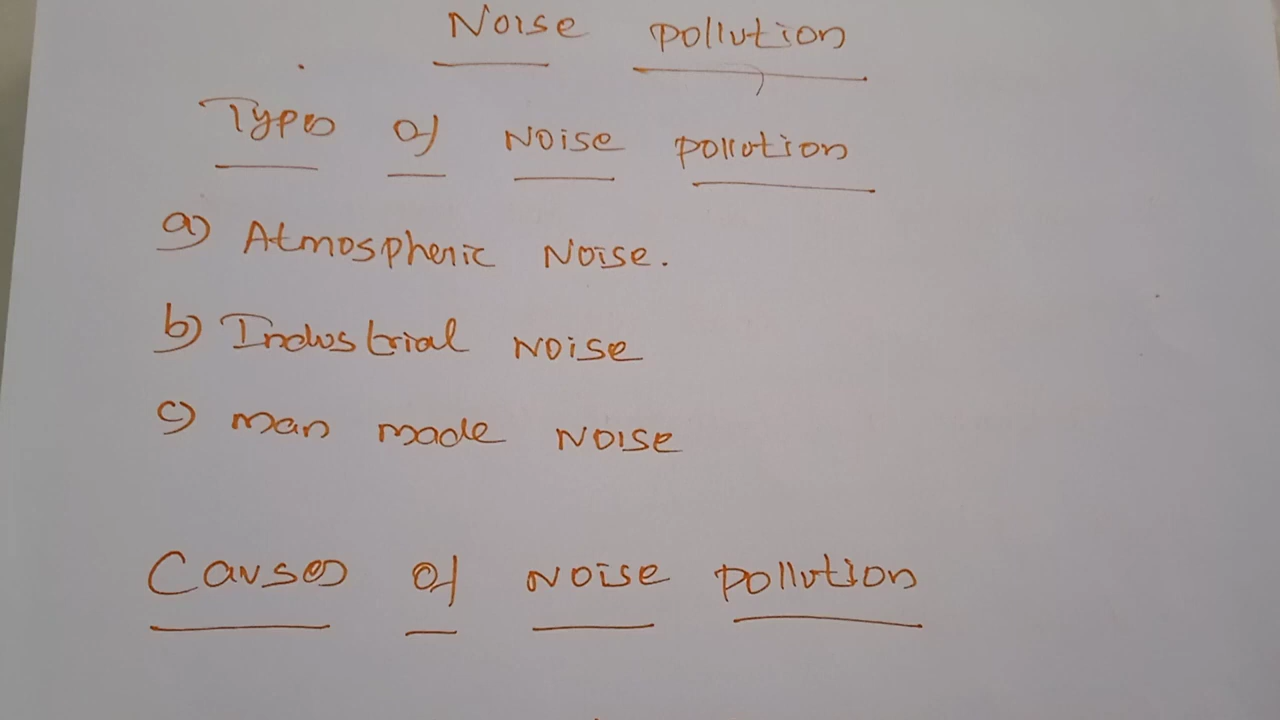 Noise pollution
Types of Noise pollution
a) Atmospheric Noise.
b) Industrial Noise
c) man made Noise
Causes of Noise pollution